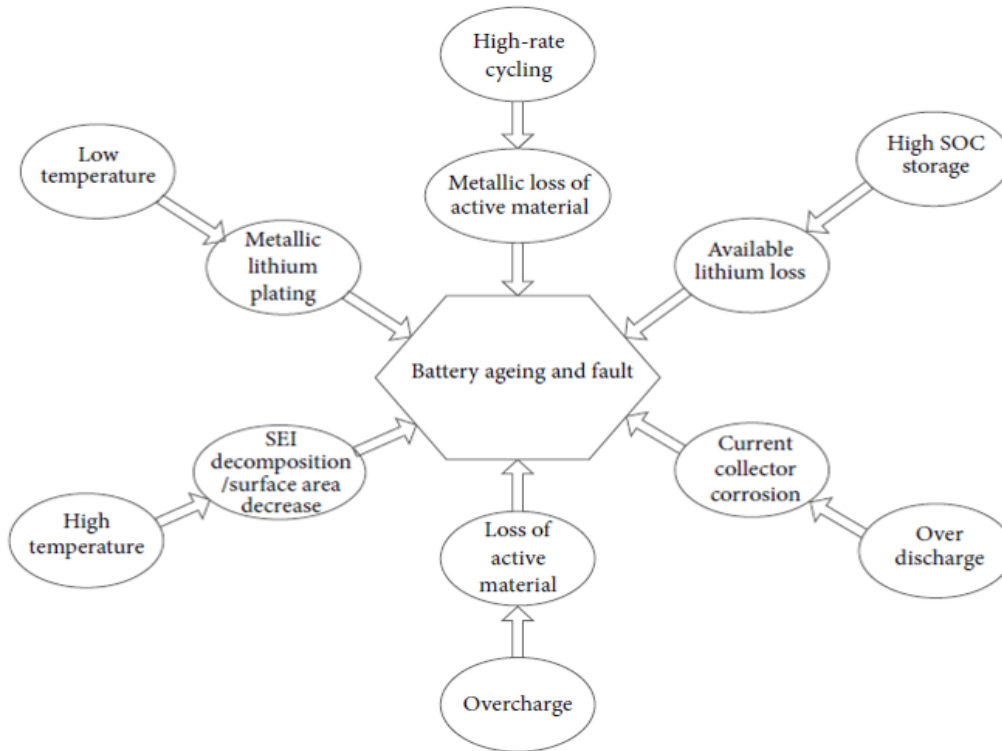 High-rate
cycling
Low
temperature
High SOC
storage
Metallic loss of
active material
Metallic
lithium
plating
Available
lithium loss
Battery ageing and fault
SEI
decomposition
/surface area
decrease
Current
collector
corrosion
High
temperature
Loss of
active
material
Over
discharge
Overcharge